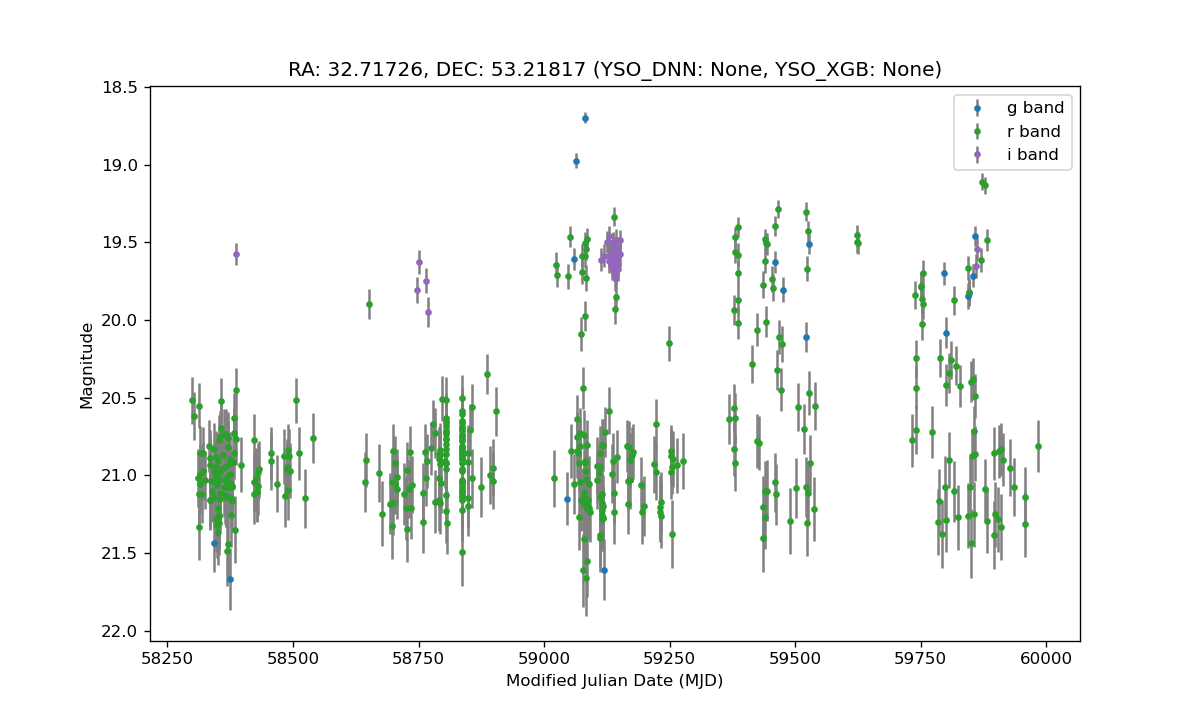 RA: 32.71726, DEC: 53.21817 (YSO_DNN: None, YSO_XGB: None)
18.5
19.0
19.5
20.0
20.5
21.0
21.5
22.0
Magnitude
g band
r band
i band
58250
58500
58750
59000
59250
59500
59750
60000
Modified Julian Date (MJD)